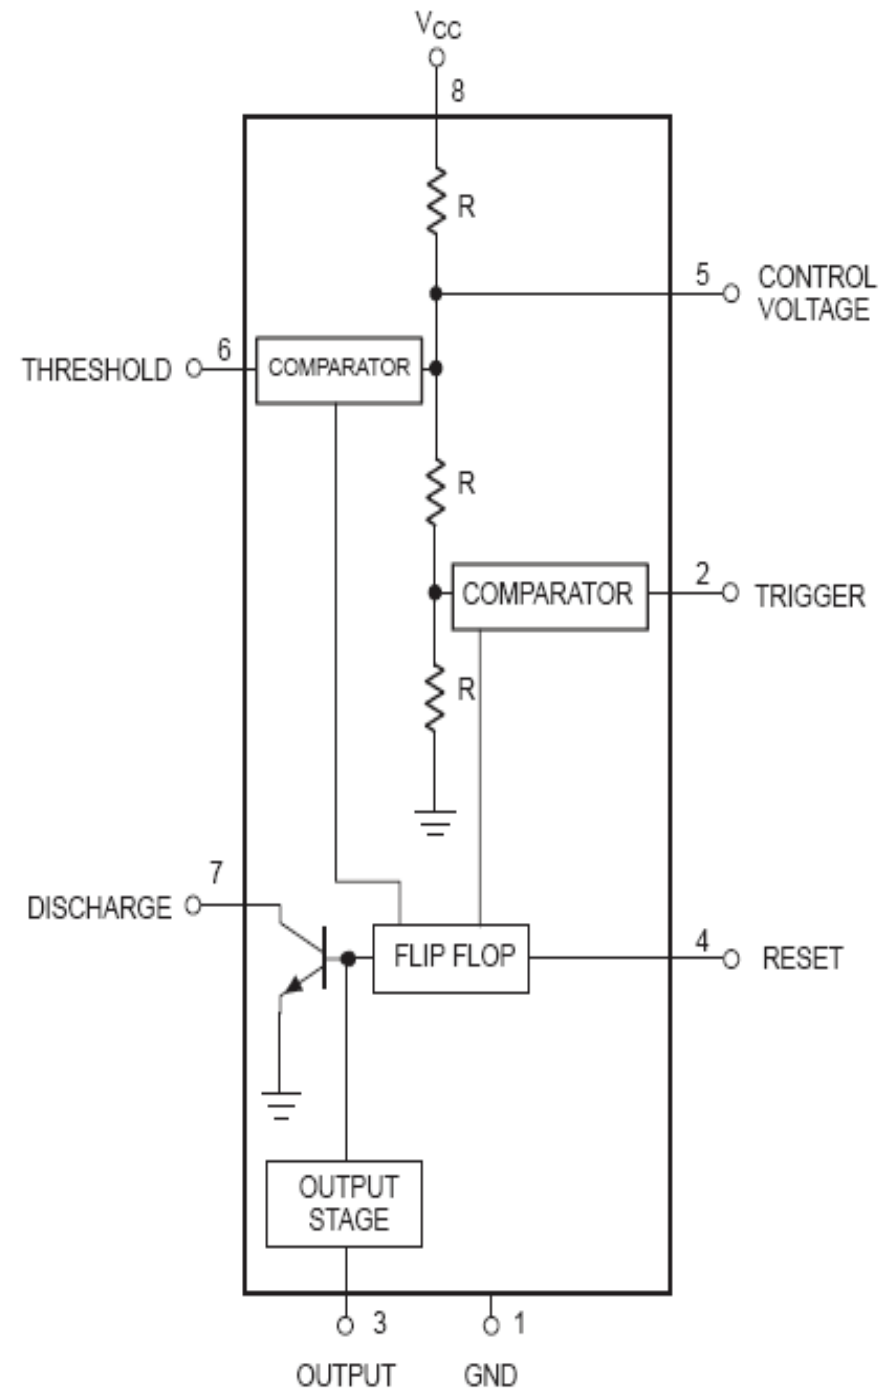 VCC
8
R
5
CONTROL
VOLTAGE
6
THRESHOLD
COMPARATOR
R
2
COMPARATOR
TRIGGER
R
7
DISCHARGE
FLIP FLOP
4
RESET
OUTPUT
STAGE
3
1
OUTPUT
GND